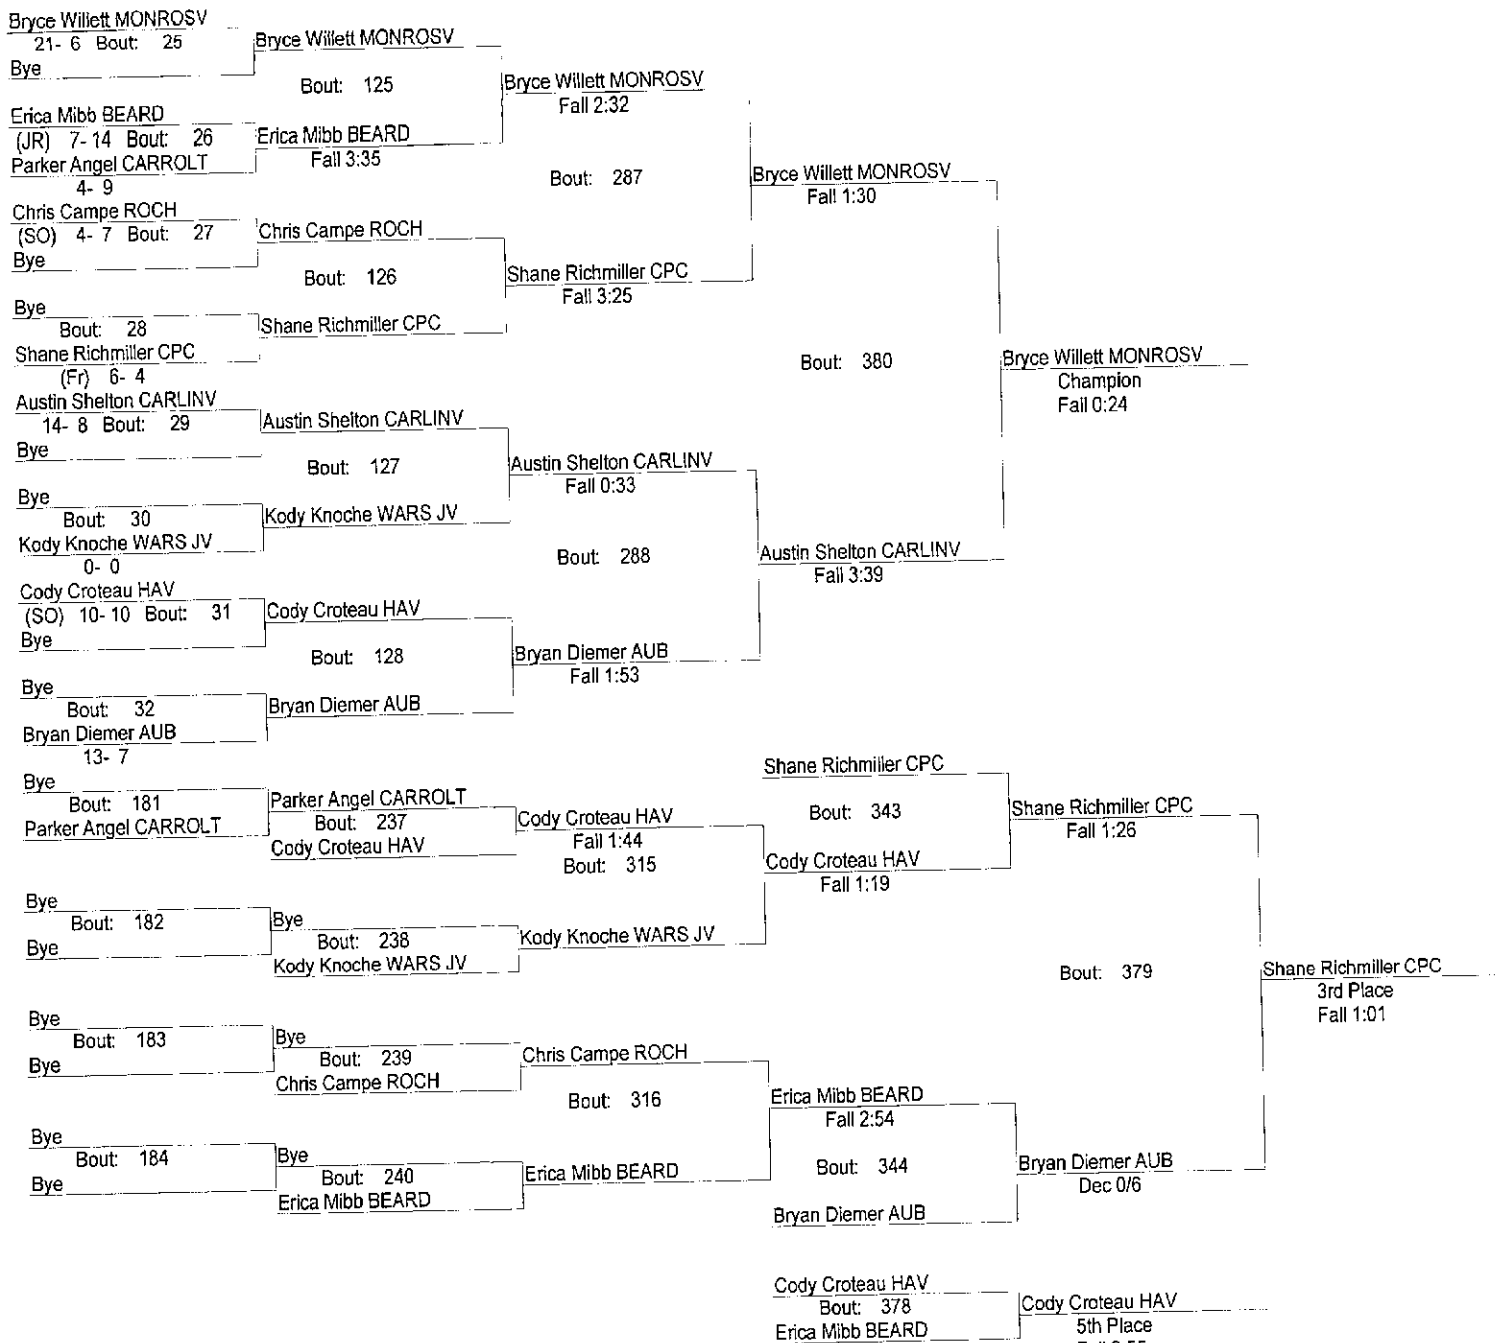 Bryce Willett MONROSV
21- 6 Bout: 25
Bye
Bryce Willett MONROSV
Bout: 125
Erica Mibb BEARD
(JR) 7- 14 Bout: 26
Parker Angel CARROLT
4- 9
Erica Mibb BEARD
Fall 3:35
Bryce Willett MONROSV
Fall 2:32
Bout: 287
Chris Campe ROCH
(SO) 4- 7 Bout: 27
Bye
Chris Campe ROCH
Bout: 126
Bye
Bout: 28
Shane Richmiller CPC
(Fr) 6- 4
Shane Richmiller CPC
Shane Richmiller CPC
Fall 3:25
Bryce Willett MONROSV
Fall 1:30
Bout: 380
Bryce Willett MONROSV
Champion
Fall 0:24
Austin Shelton CARLINV
14- 8 Bout: 29
Bye
Austin Shelton CARLINV
Bout: 127
Bye
Bout: 30
Kody Knoche WARS JV
0- 0
Kody Knoche WARS JV
Austin Shelton CARLINV
Fall 0:33
Bout: 288
Austin Shelton CARLINV
Fall 3:39
Cody Croteau HAV
(SO) 10- 10 Bout: 31
Bye
Cody Croteau HAV
Bout: 128
Bye
Bout: 32
Bryan Diemer AUB
13- 7
Bryan Diemer AUB
Bryan Diemer AUB
Fall 1:53
Bye
Bout: 181
Parker Angel CARROLT
Parker Angel CARROLT
Bout: 237
Cody Croteau HAV
Cody Croteau HAV
Fall 1:44
Bout: 315
Shane Richmiller CPC
Bout: 343
Cody Croteau HAV
Fall 1:19
Shane Richmiller CPC
Fall 1:26
Bye
Bout: 182
Bye
Bye
Bout: 238
Kody Knoche WARS JV
Kody Knoche WARS JV
Bout: 379
Shane Richmiller CPC
3rd Place
Fall 1:01
Bye
Bout: 183
Bye
Bye
Bout: 239
Chris Campe ROCH
Chris Campe ROCH
Bout: 316
Erica Mibb BEARD
Fall 2:54
Bout: 344
Bryan Diemer AUB
Bryan Diemer AUB
Dec 0/6
Bye
Bout: 184
Bye
Bye
Bout: 240
Erica Mibb BEARD
Erica Mibb BEARD
Cody Croteau HAV
Bout: 378
Erica Mibb BEARD
Cody Croteau HAV
5th Place